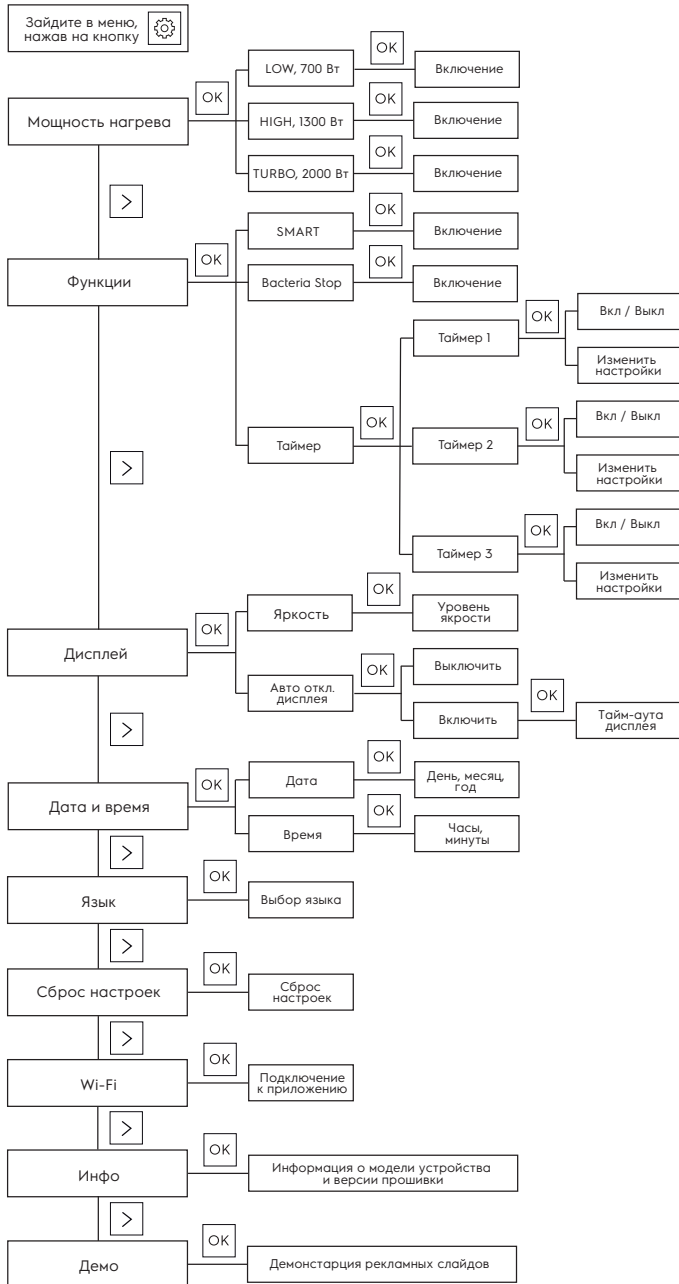 Зайдите в меню,
нажав на кнопку
Мощность нагрева
OK
LOW, 700 Вт
OK
Включение
HIGH, 1300 Вт
OK
Включение
TURBO, 2000 Вт
OK
Включение
>
Функции
OK
SMART
OK
Включение
Bacteria Stop
OK
Включение
Таймер
OK
Таймер 1
OK
Вкл / Выкл
Изменить
настройки
Таймер 2
OK
Вкл / Выкл
Изменить
настройки
Таймер 3
OK
Вкл / Выкл
Изменить
настройки
>
Дисплей
OK
Яркость
OK
Уровень
якрости
Авто откл.
дисплея
OK
Выключить
Включить
OK
Тайм-аута
дисплея
>
Дата и время
OK
Дата
OK
День, месяц,
год
Время
OK
Часы,
минуты
>
Язык
OK
Выбор языка
>
Сброс настроек
OK
Сброс
настроек
>
Wi-Fi
OK
Подключение
к приложению
>
Инфо
OK
Информация о модели устройства
и версии прошивки
>
Демо
OK
Демонстарция рекламных слайдов